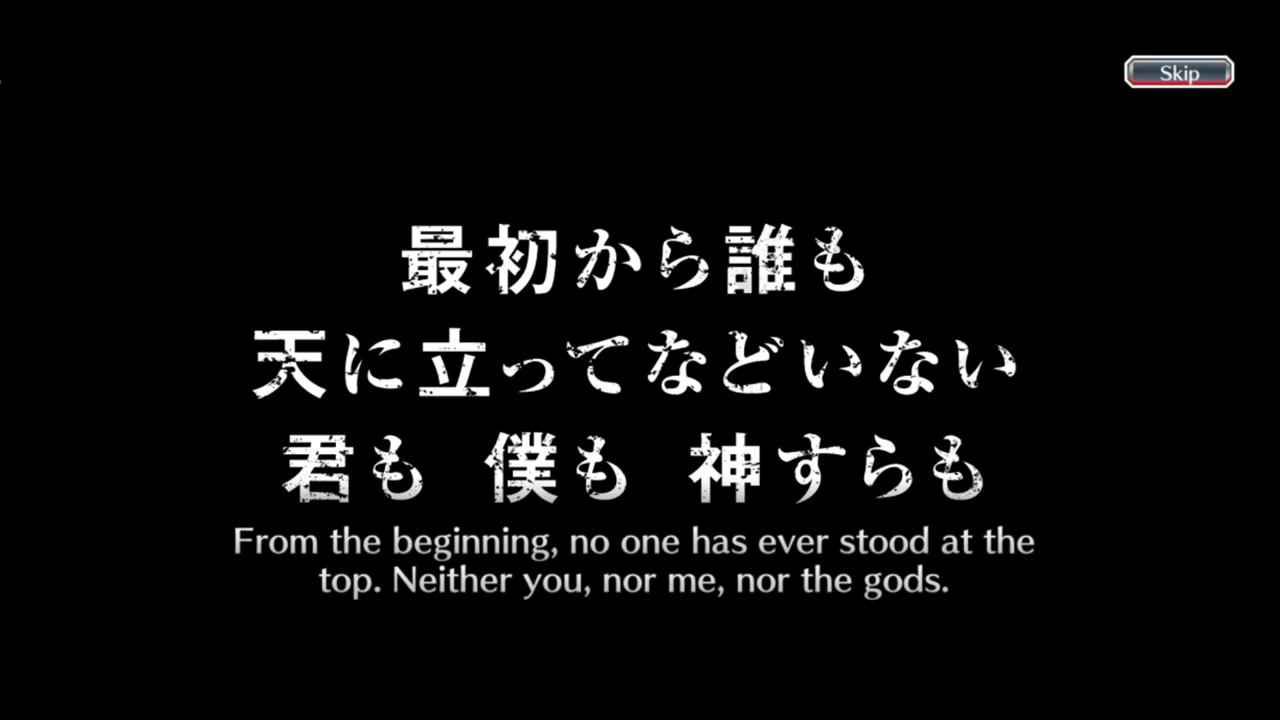 Skip
最初から誰も
天に立ってなどいない
君も 僕も 神すらも
From the beginning, no one has ever stood at the
top. Neither you, nor me, nor the gods.